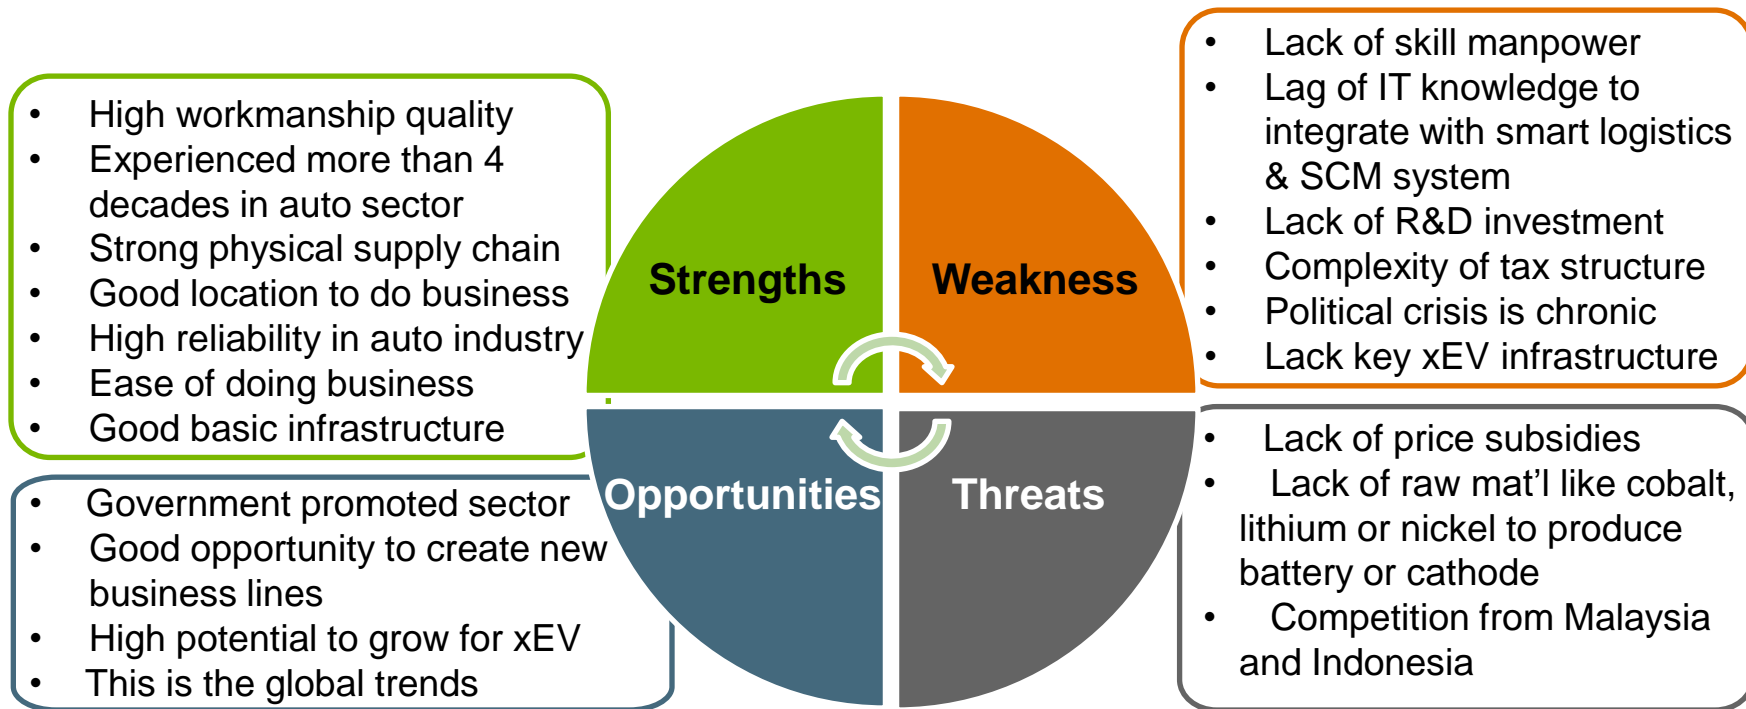 • High workmanship quality
• Experienced more than 4
decades in auto sector
• Strong physical supply chain
• Good location to do business
• High reliability in auto industry
• Ease of doing business
• Good basic infrastructure
Strengths
Weakness
• Lack of skill manpower
• Lag of IT knowledge to
integrate with smart logistics
& SCM system
• Lack of R&D investment
• Complexity of tax structure
• Political crisis is chronic
• Lack key xEV infrastructure
• Government promoted sector
• Good opportunity to create new
business lines
• High potential to grow for xEV
• This is the global trends
Opportunities
Threats
• Lack of price subsidies
• Lack of raw mat’l like cobalt,
lithium or nickel to produce
battery or cathode
• Competition from Malaysia
and Indonesia